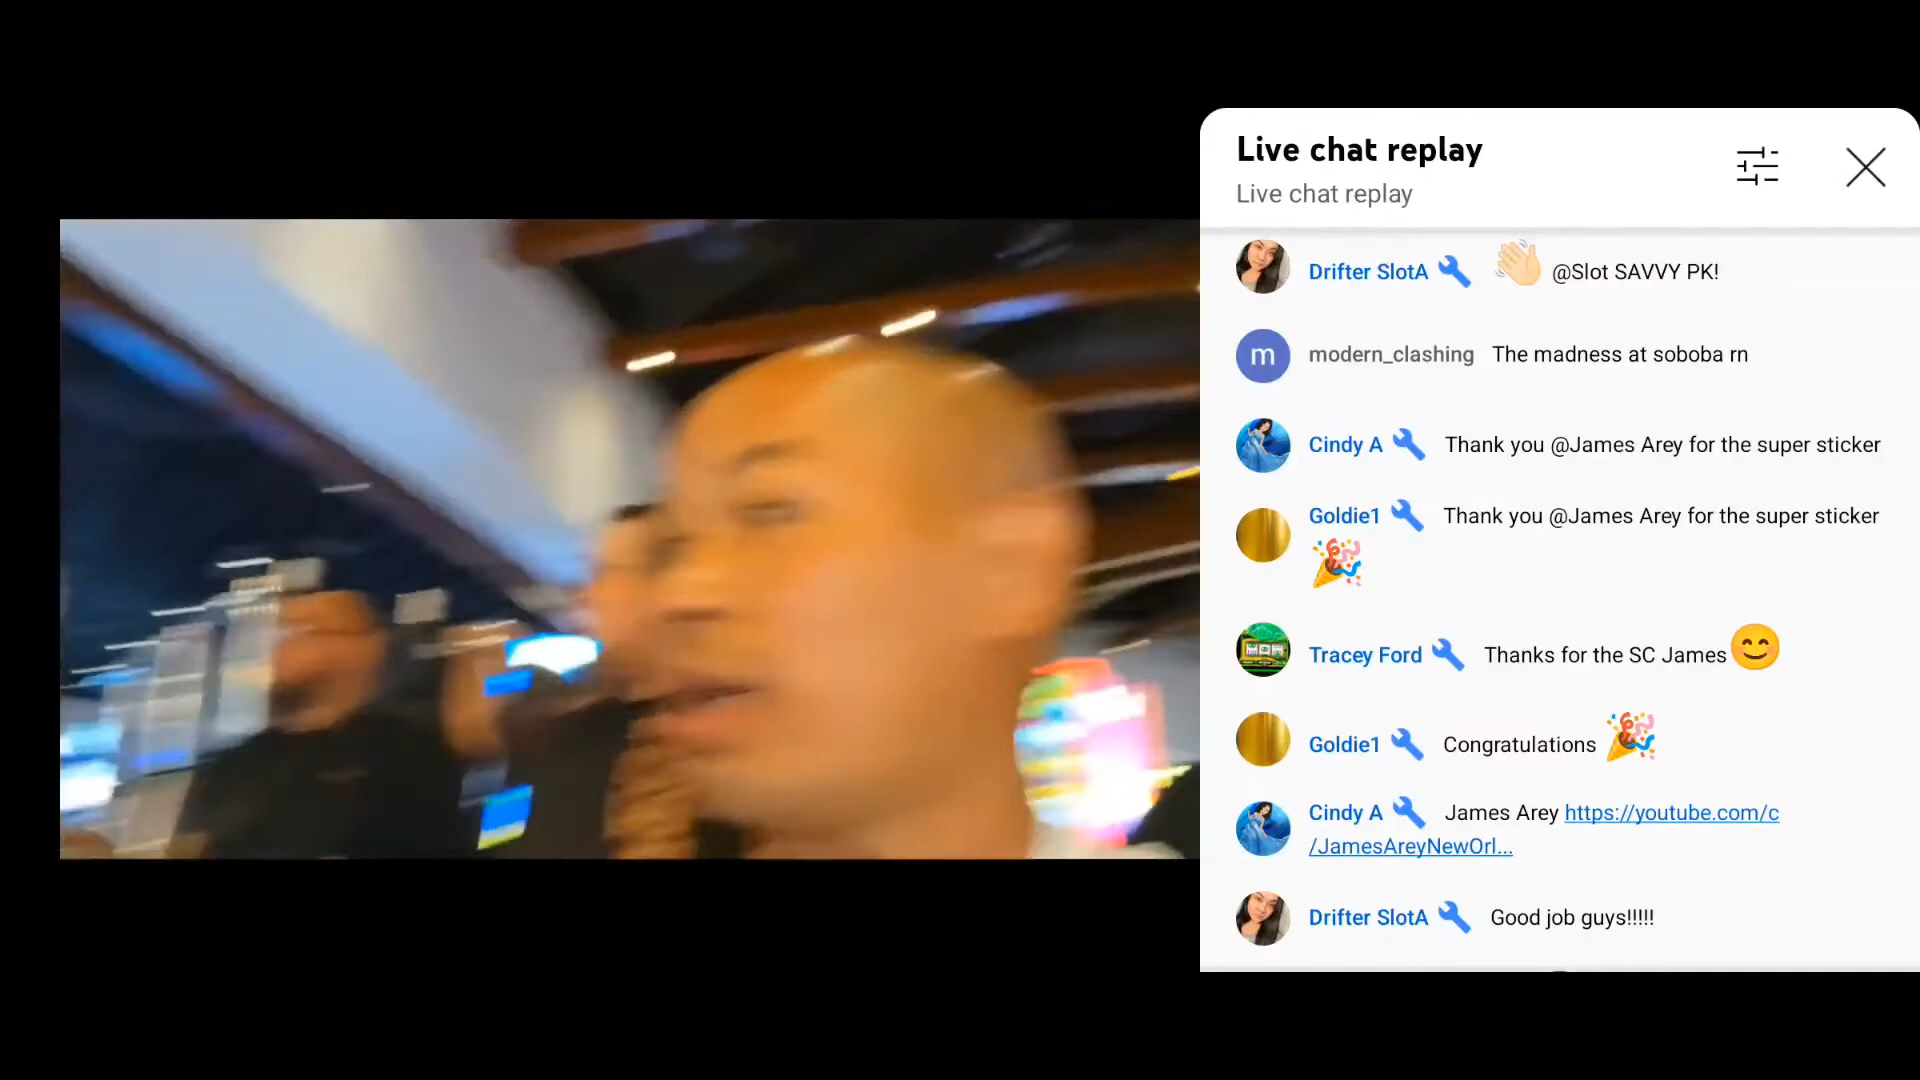 Live chat replay
Live chat replay
Drifter SlotA 🔧 👋🏻 @Slot SAVVY PK!
m modern_clashing The madness at soboba rn
Cindy A 🔧 Thank you @James Arey for the super sticker
Goldie1 🔧 Thank you @James Arey for the super sticker
🎉
Tracey Ford 🔧 Thanks for the SC James 😊
Goldie1 🔧 Congratulations 🎉
Cindy A 🔧 James Arey https://youtube.com/c
/JamesAreyNewOrl...
Drifter SlotA 🔧 Good job guys!!!!!